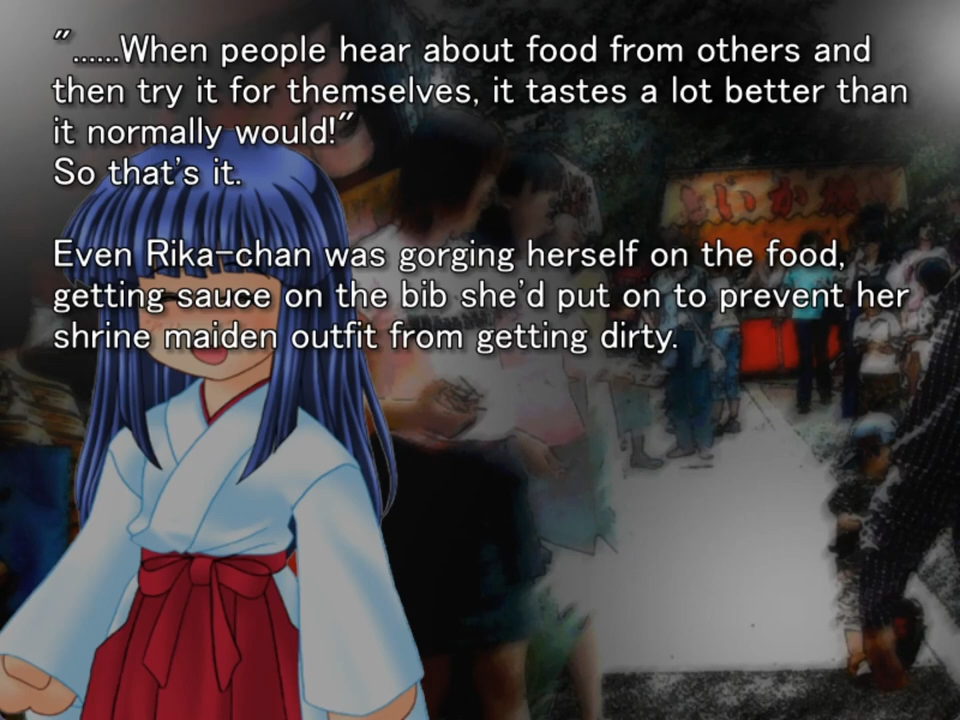 "......When people hear about food from others and
then try it for themselves, it tastes a lot better than
it normally would!"
So that's it.
Even Rika-chan was gorging herself on the food,
getting sauce on the bib she'd put on to prevent her
shrine maiden outfit from getting dirty.
いか